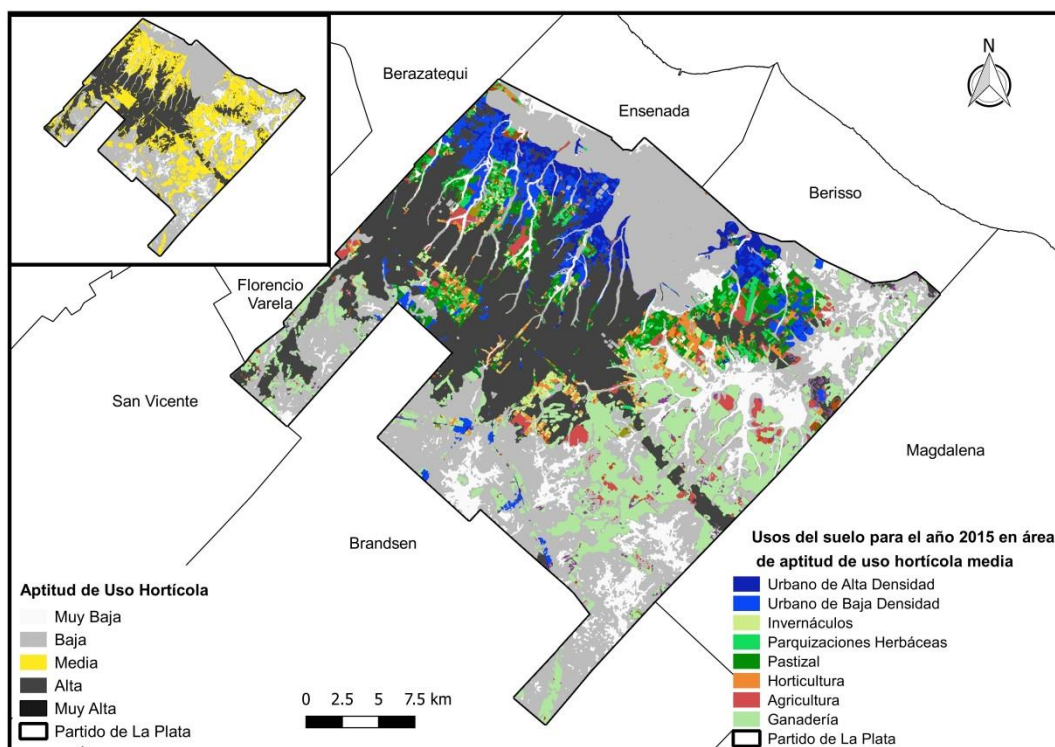 Berazategui
Ensenada
N
Berisso
Florencio
Varela
San Vicente
Magdalena
Brandsen
Aptitud de Uso Hortícola
Muy Baja
Baja
Media
Alta
Muy Alta
Partido de La Plata
0 2.5 5 7.5 km
Usos del suelo para el año 2015 en área
de aptitud de uso hortícola media
Urbano de Alta Densidad
Urbano de Baja Densidad
Invernáculos
Parquizaciones Herbáceas
Pastizal
Horticultura
Agricultura
Ganadería
Partido de La Plata